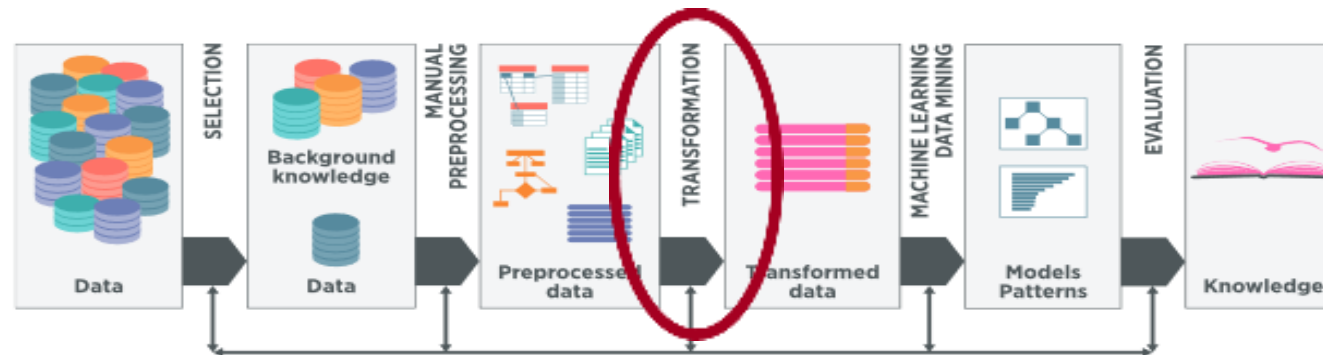 Data
SELECTION
Background
knowledge
Data
MANUAL
PREPROCESSING
Preprocessed
data
TRANSFORMATION
Transformed
data
MACHINE LEARNING
DATA MINING
Models
Patterns
EVALUATION
Knowledge